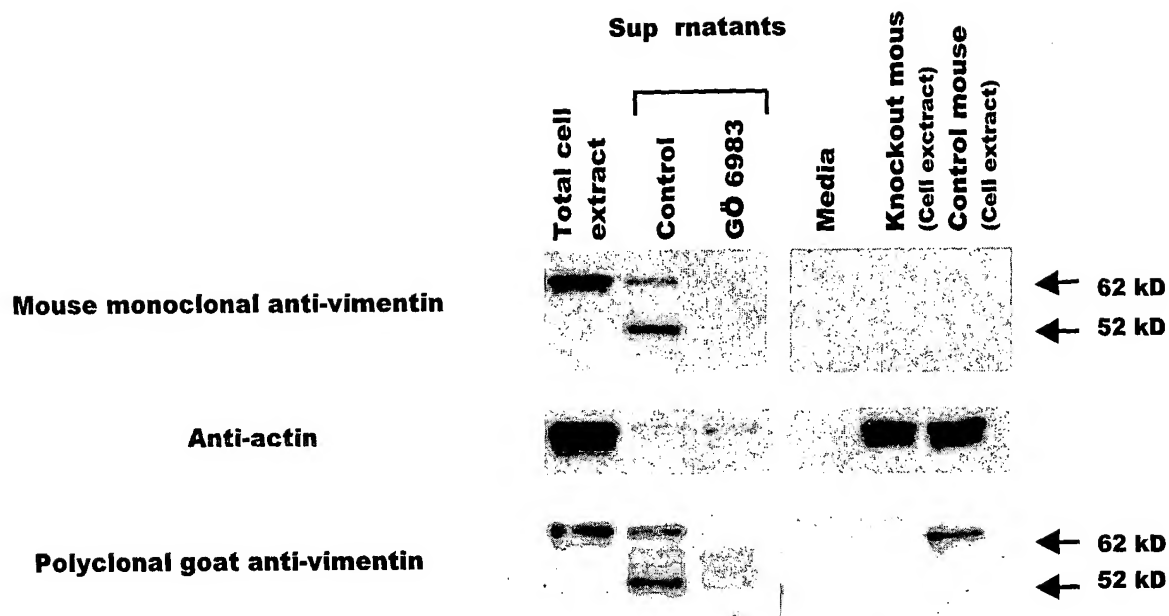 Sup rnatants
Total cell
extract
Control
GÖ 6983
Media
Knockout mous
(Cell exctract)
Control mouse
(Cell extract)
Mouse monoclonal anti-vimentin
62 kD
52 kD
Anti-actin
Polyclonal goat anti-vimentin
62 kD
52 kD